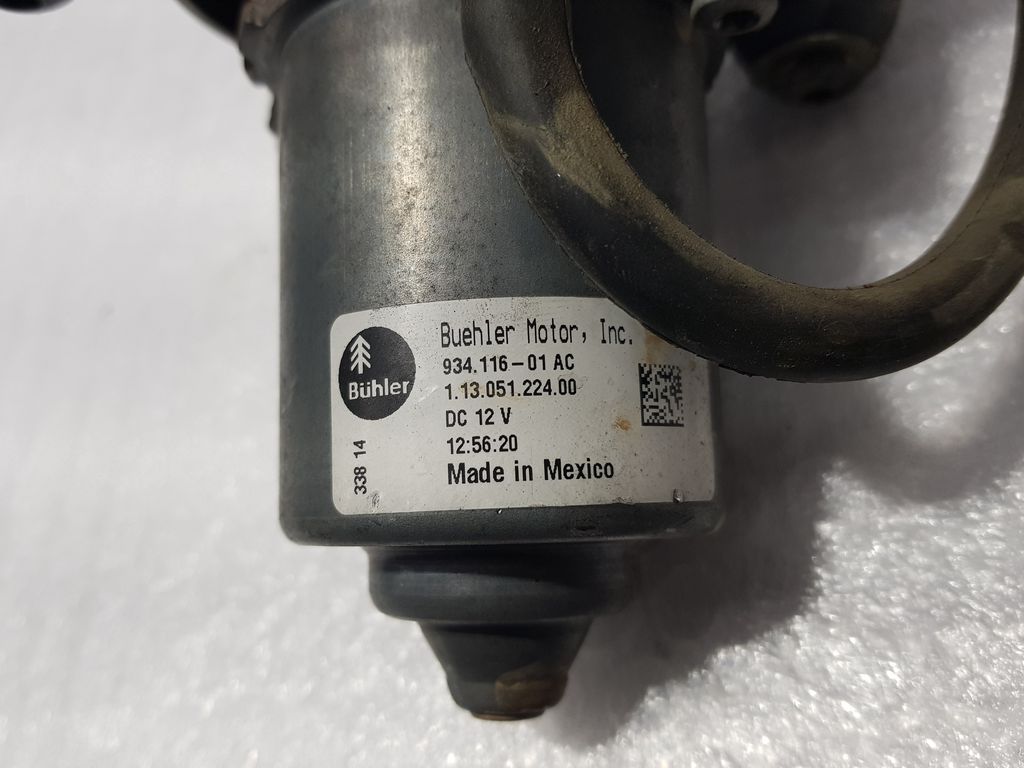 Buehler Motor, Inc.
Bühler
934.116-01 AC
1.13.051.224.00
DC 12 V
12:56:20
Made in Mexico
338 14